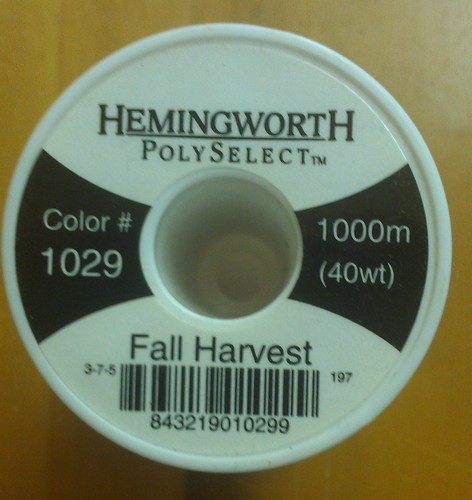 HEMINGWORTH
POLYSELECT™
Color #
1029
1000m
(40wt)
Fall Harvest
3-7-5
197
843219010299